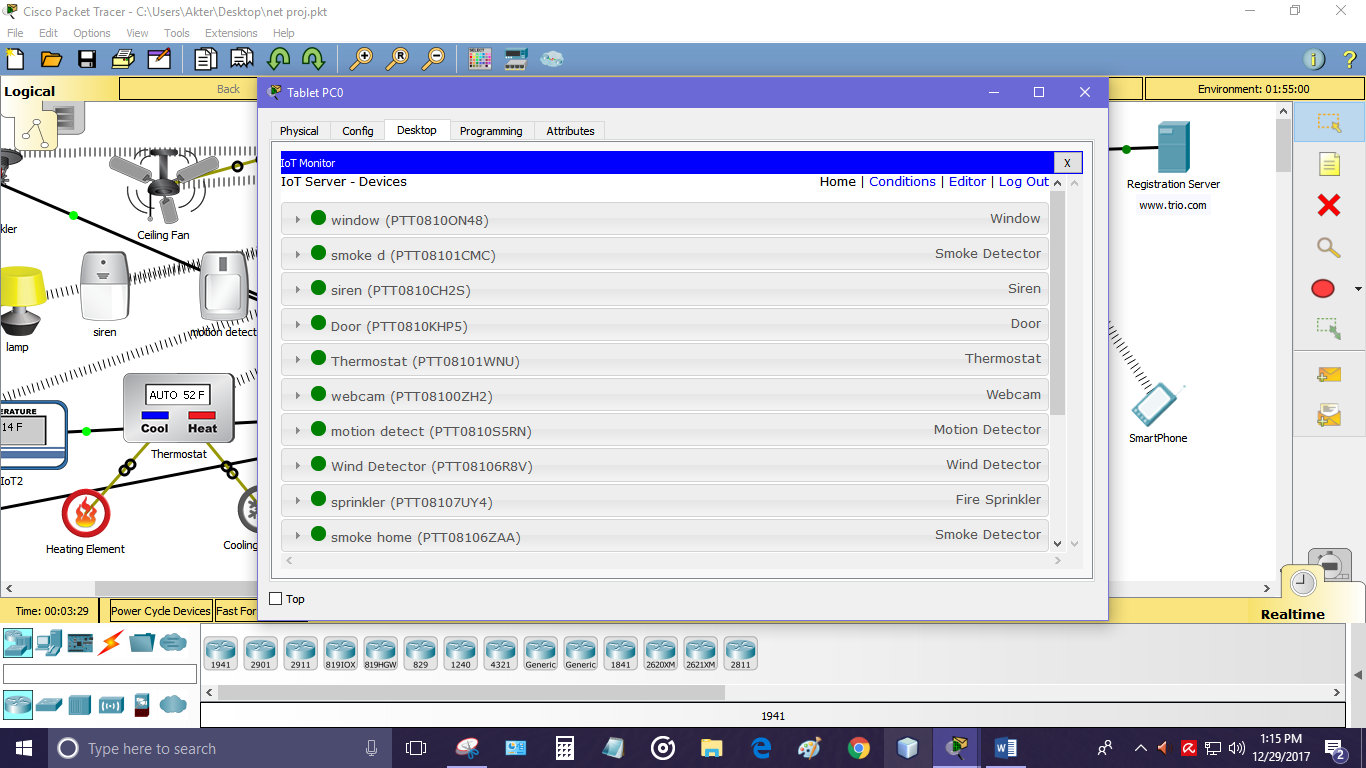 Cisco Packet Tracer - C:\Users\Akter\Desktop\net proj.pkt
File Edit Options View Tools Extensions Help
Logical
Back
Environment: 01:55:00
Tablet PC0
Physical Config Desktop Programming Attributes
IoT Monitor X
IoT Server - Devices Home | Conditions | Editor | Log Out
window (PTT0810ON48) Window
smoke d (PTT08101CMC) Smoke Detector
siren (PTT0810CH2S) Siren
Door (PTT0810KHP5) Door
Thermostat (PTT08101WNU) Thermostat
webcam (PTT08100ZH2) Webcam
motion detect (PTT0810S5RN) Motion Detector
Wind Detector (PTT08106R8V) Wind Detector
sprinkler (PTT08107UY4) Fire Sprinkler
smoke home (PTT08106ZAA) Smoke Detector
Top
kler
Ceiling Fan
siren
motion detect
lamp
AUTO 52 F
Cool Heat
Thermostat
ERATURE
14 F
IoT2
Heating Element
Cooling
Registration Server
www.trio.com
SmartPhone
SELECT
Time: 00:03:29 Power Cycle Devices Fast For
Realtime
1941 2901 2911 819IOX 819HGW 829 1240 4321 Generic Generic 1841 2620XM 2621XM 2811
1941
Type here to search
1:15 PM
12/29/2017
2